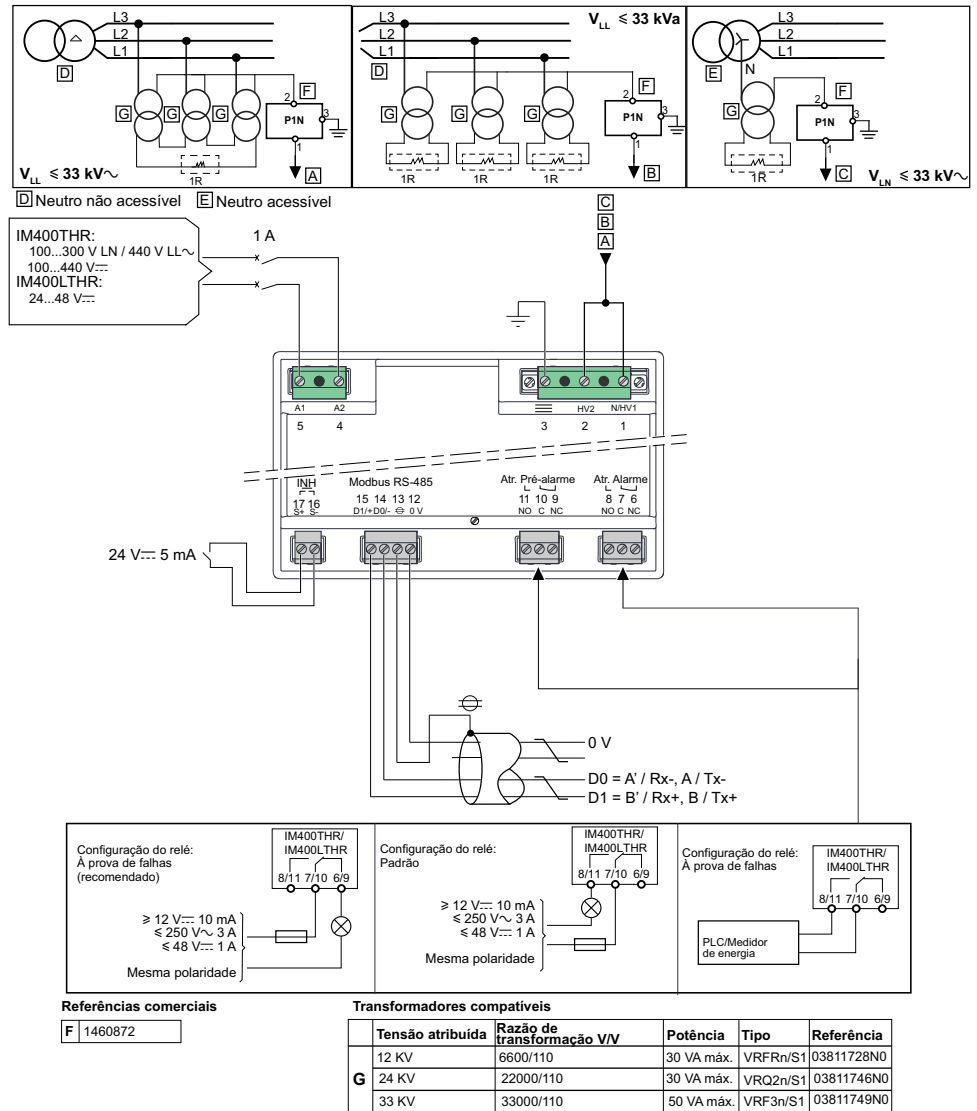 L3
L2
L1
D
G
G
G
2
F
P1N
3
1
1R
A
V LL ⩽ 33 kV∼
L3
L2
L1
D
V LL ⩽ 33 kVa
G
G
G
2
F
P1N
3
1
1R
1R
1R
B
L3
L2
L1
E
N
G
2
F
P1N
3
1
1R
C
V LN ⩽ 33 kV∼
D Neutro não acessível E Neutro acessível
IM400THR:
100...300 V LN / 440 V LL∼
100...440 V⎓
IM400LTHR:
24...48 V⎓
1 A
C
B
A
A1 A2
5 4
HV2 N/HV1
3 2 1
INH
17 16
S+ S-
Modbus RS-485
15 14 13 12
D1/+ D0/- 0 V
Atr. Pré-alarme
11 10 9
NO C NC
Atr. Alarme
8 7 6
NO C NC
24 V⎓ 5 mA
0 V
D0 = A' / Rx-, A / Tx-
D1 = B' / Rx+, B / Tx+
Configuração do relé:
À prova de falhas
(recomendado)
IM400THR/
IM400LTHR
8/11 7/10 6/9
⩾ 12 V⎓ 10 mA
⩽ 250 V∼ 3 A
⩽ 48 V⎓ 1 A
Mesma polaridade
Configuração do relé:
Padrão
IM400THR/
IM400LTHR
8/11 7/10 6/9
⩾ 12 V⎓ 10 mA
⩽ 250 V∼ 3 A
⩽ 48 V⎓ 1 A
Mesma polaridade
Configuração do relé:
À prova de falhas
IM400THR/
IM400LTHR
8/11 7/10 6/9
PLC/Medidor
de energia
Referências comerciais
F 1460872
Transformadores compatíveis
Tensão atribuída Razão de transformação V/V Potência Tipo Referência
G
12 KV 6600/110 30 VA máx. VRFRn/S1 03811728N0
24 KV 22000/110 30 VA máx. VRQ2n/S1 03811746N0
33 KV 33000/110 50 VA máx. VRF3n/S1 03811749N0